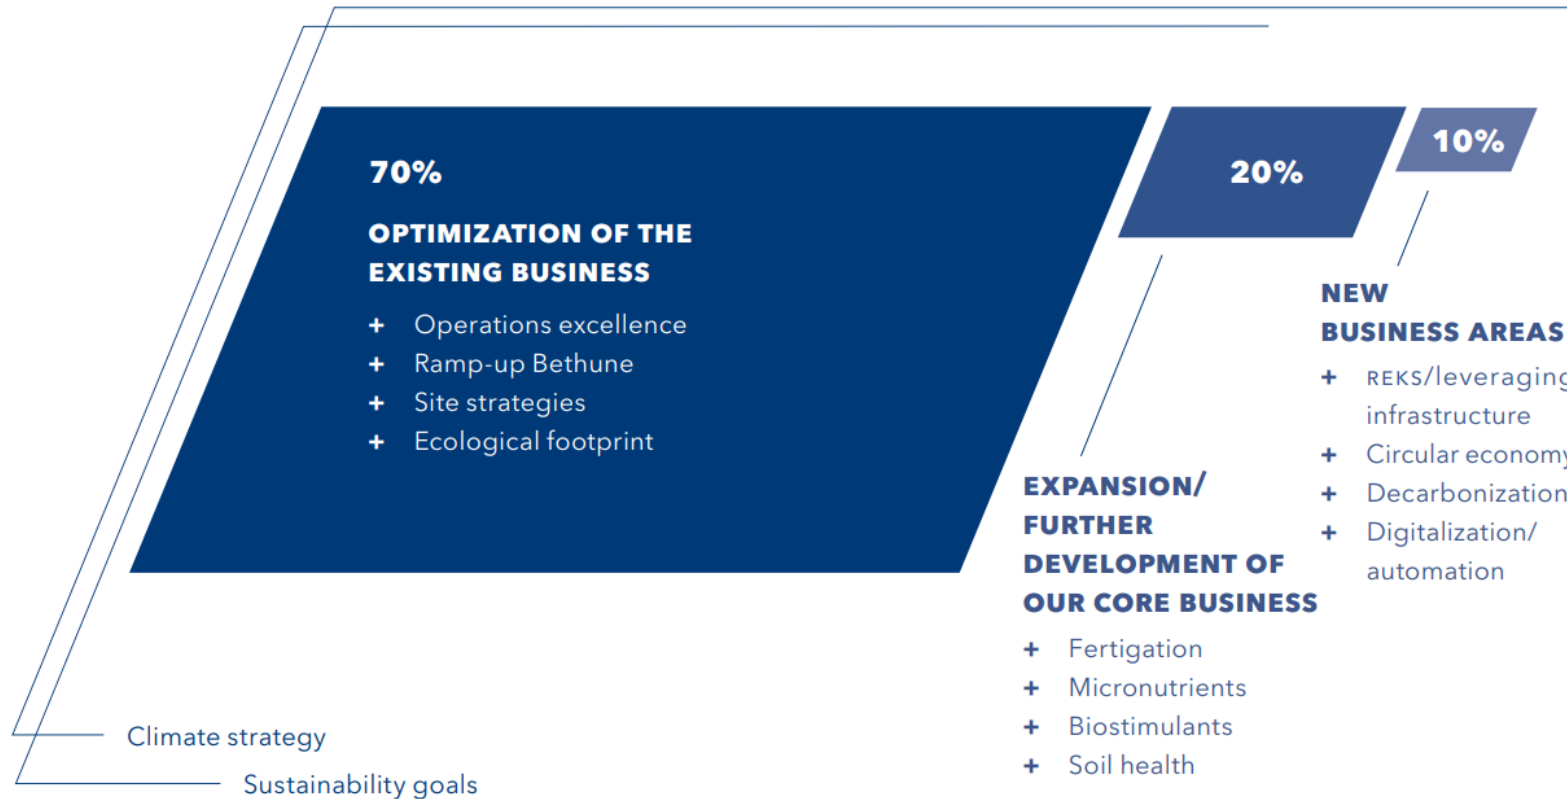 70%
OPTIMIZATION OF THE
EXISTING BUSINESS
+ Operations excellence
+ Ramp-up Bethune
+ Site strategies
+ Ecological footprint
20%
EXPANSION/
FURTHER
DEVELOPMENT OF
OUR CORE BUSINESS
+ Fertigation
+ Micronutrients
+ Biostimulants
+ Soil health
10%
NEW
BUSINESS AREAS
+ REKS/leveraging
infrastructure
+ Circular economy
+ Decarbonization
+ Digitalization/
automation
Climate strategy
Sustainability goals